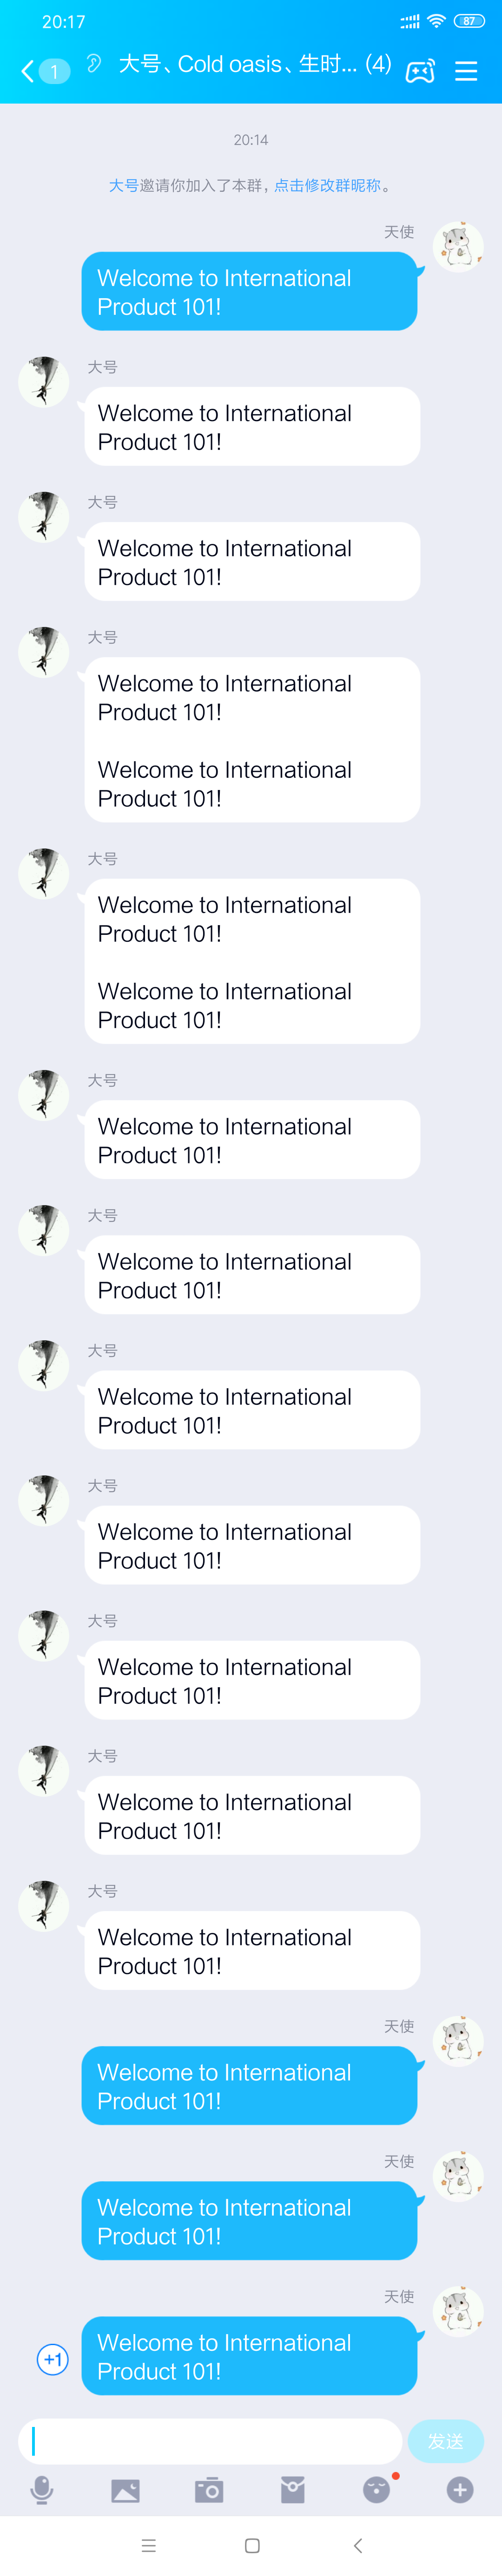 20:17
87
1
大号、Cold oasis、生时... (4)
20:14
大号邀请你加入了本群，点击修改群昵称。
天使
Welcome to International
Product 101!
大号
Welcome to International
Product 101!
大号
Welcome to International
Product 101!
大号
Welcome to International
Product 101!
Welcome to International
Product 101!
大号
Welcome to International
Product 101!
Welcome to International
Product 101!
大号
Welcome to International
Product 101!
大号
Welcome to International
Product 101!
大号
Welcome to International
Product 101!
大号
Welcome to International
Product 101!
大号
Welcome to International
Product 101!
大号
Welcome to International
Product 101!
大号
Welcome to International
Product 101!
天使
Welcome to International
Product 101!
天使
Welcome to International
Product 101!
天使
Welcome to International
Product 101!
+1
发送